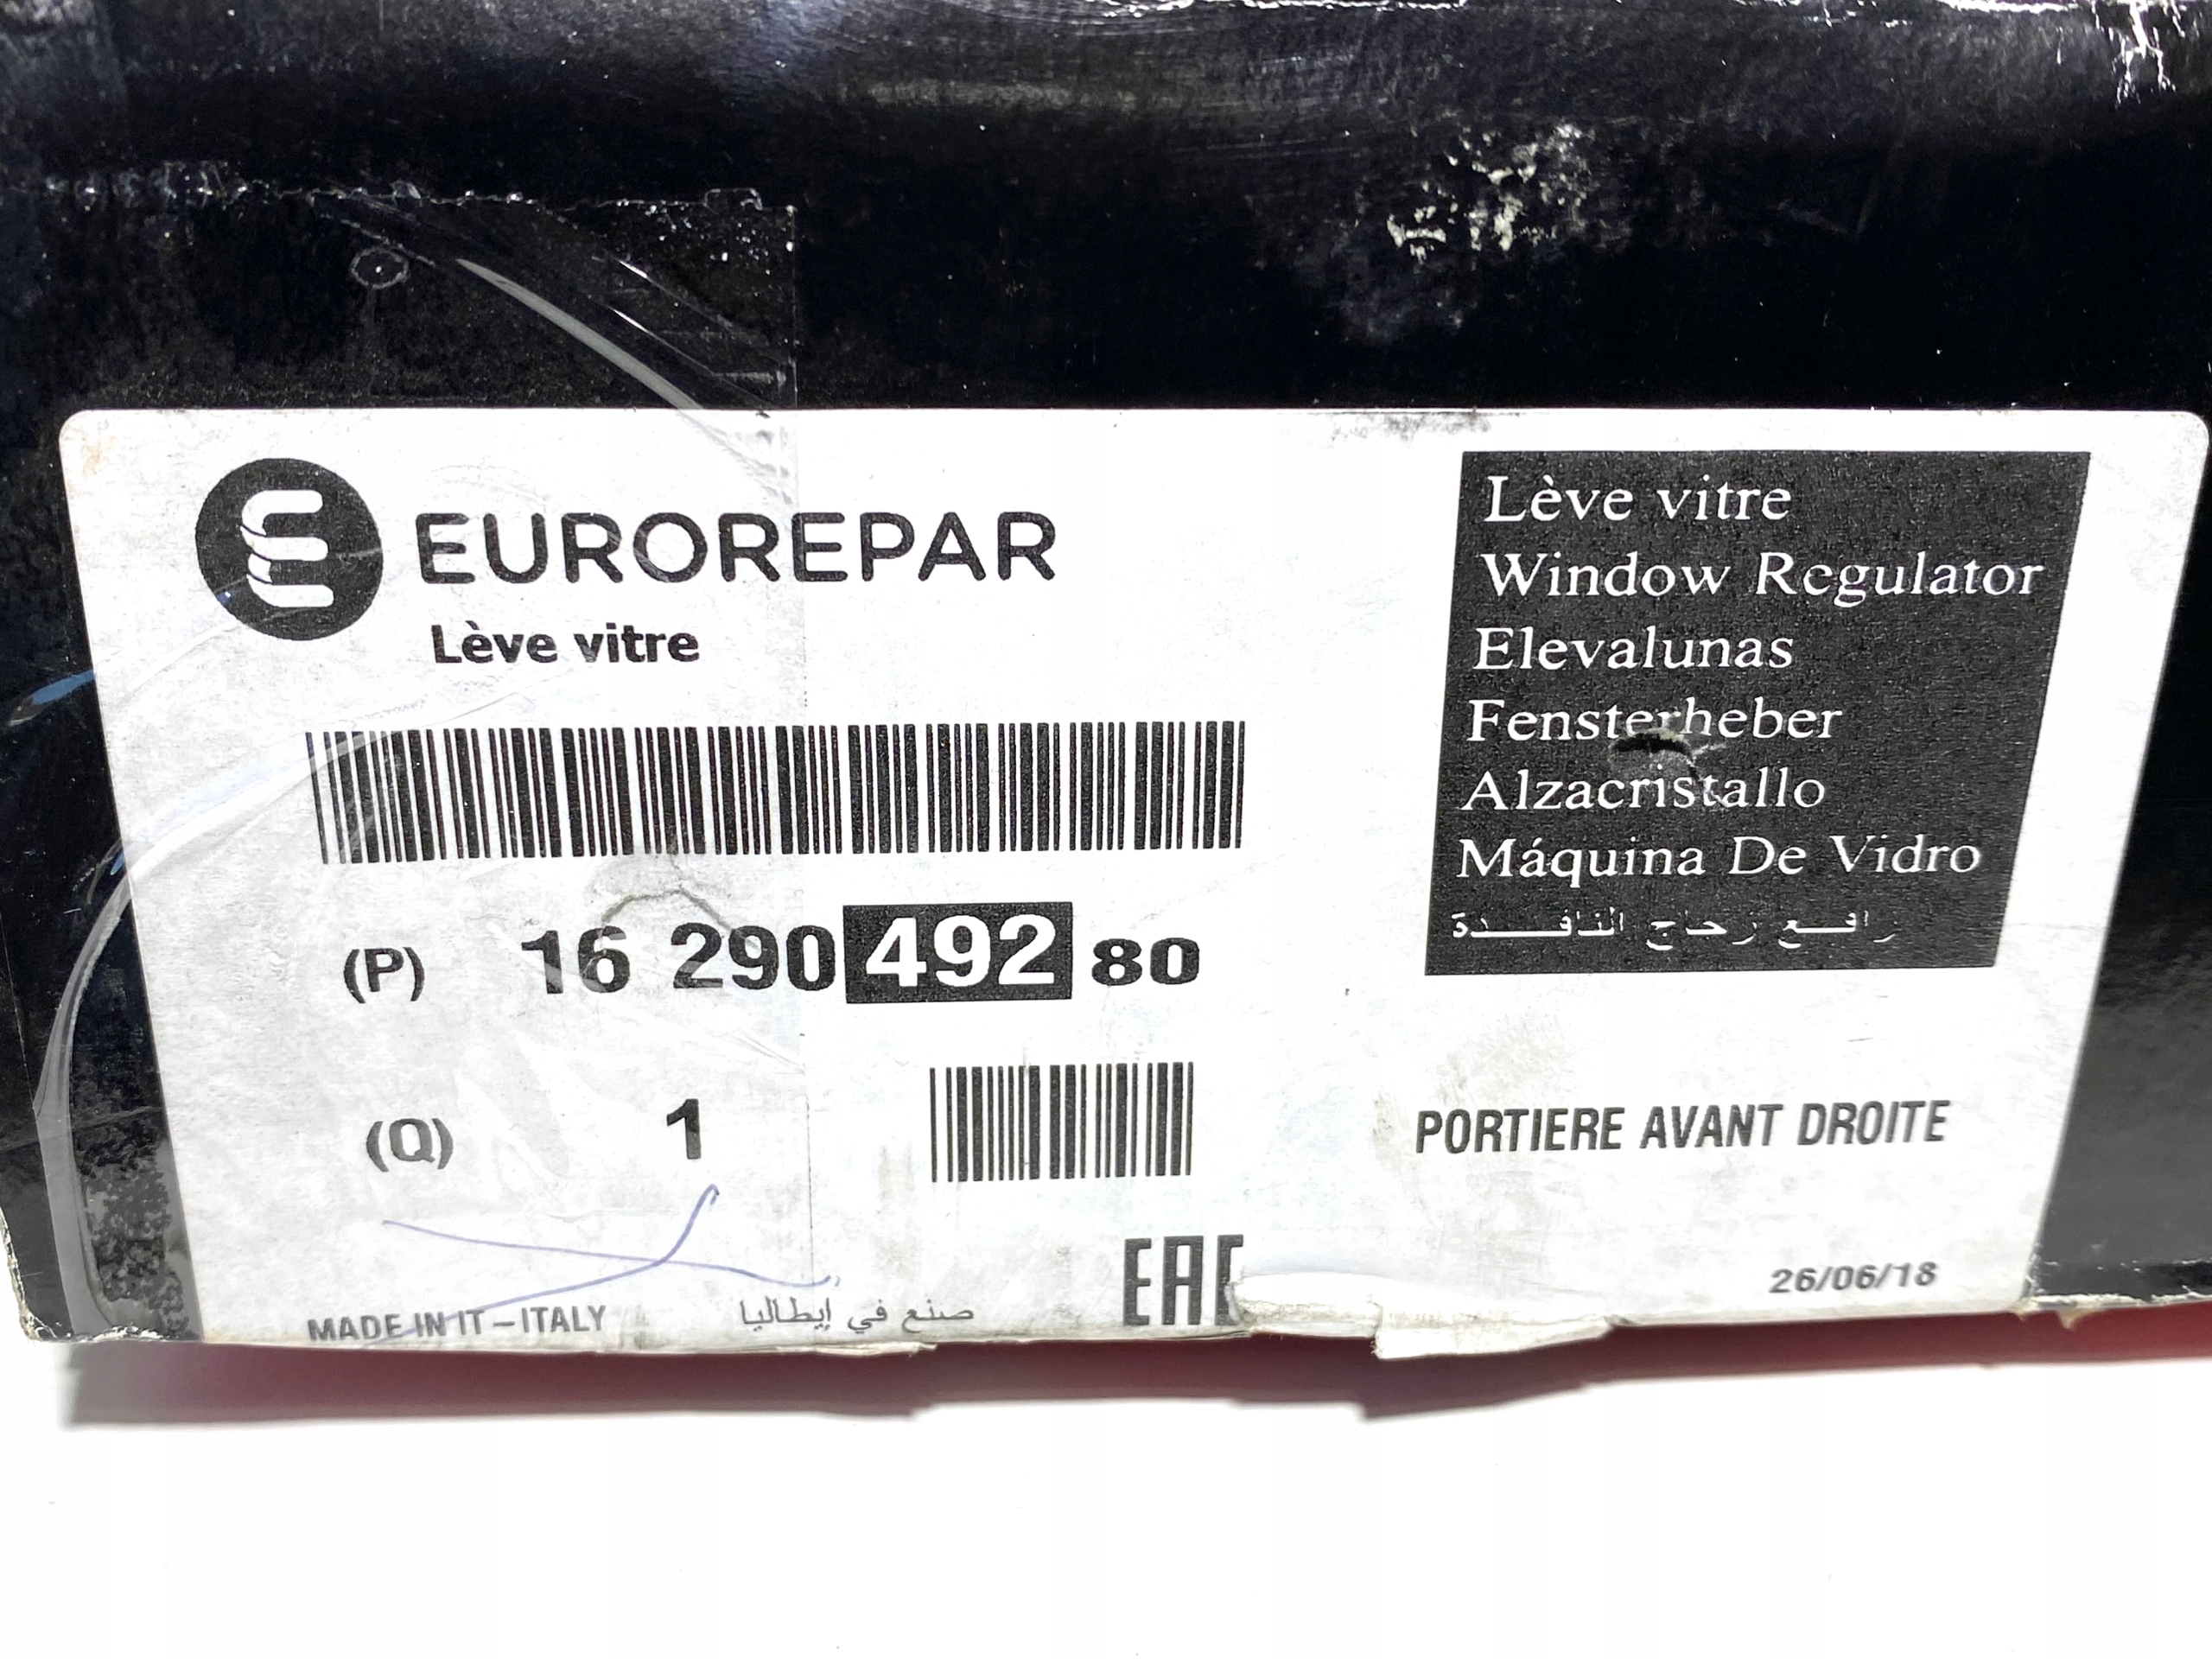 EUROREPAR
Lève vitre
(P) 16 290 492 80
(Q) 1
MADE IN IT-ITALY صنع في إيطاليا EAC
Lève vitre
Window Regulator
Elevalunas
Fensterheber
Alzacristallo
Máquina De Vidro
رافع زجاج النافذة
PORTIERE AVANT DROITE
26/06/18